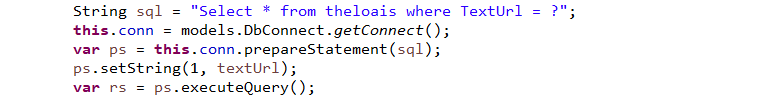 String sql = "Select * from theloais where TextUrl = ?";
this.conn = models.DbConnect.getConnect();
var ps = this.conn.prepareStatement(sql);
ps.setString(1, textUrl);
var rs = ps.executeQuery();